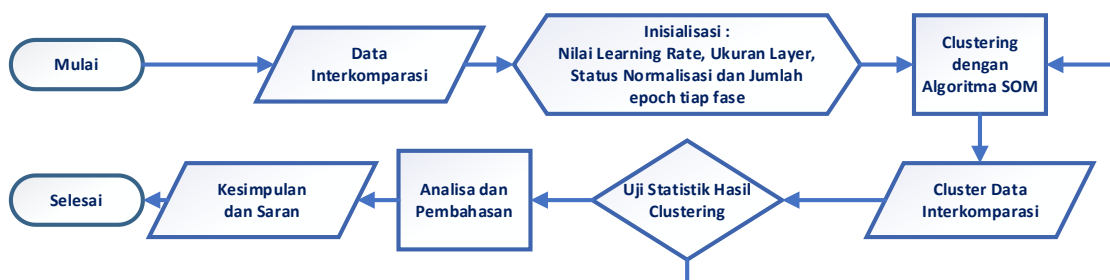 Mulai
Data
Interkomparasi
Inisialisasi :
Nilai Learning Rate, Ukuran Layer,
Status Normalisasi dan Jumlah
epoch tiap fase
Clustering
dengan
Algoritma SOM
Cluster Data
Interkomparasi
Uji Statistik Hasil
Clustering
Analisa dan
Pembahasan
Kesimpulan
dan Saran
Selesai